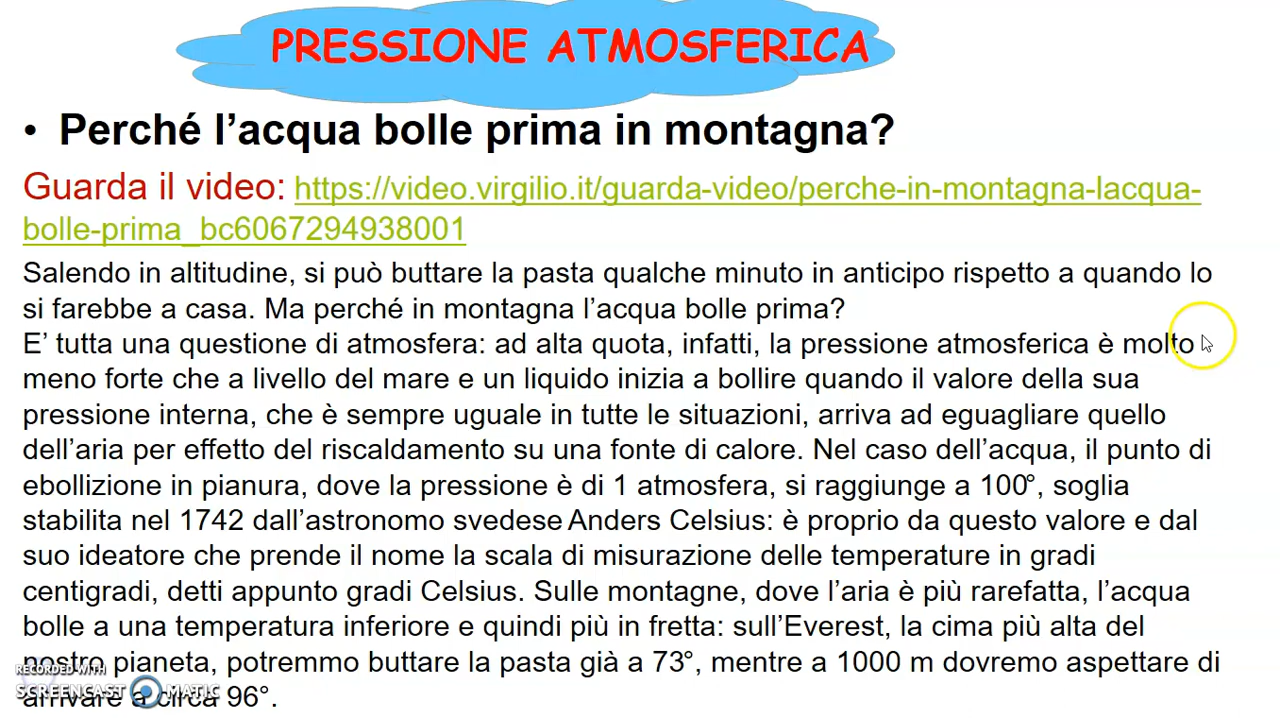 PRESSIONE ATMOSFERICA
• Perché l’acqua bolle prima in montagna?
Guarda il video: https://video.virgilio.it/guarda-video/perche-in-montagna-lacqua-
bolle-prima_bc6067294938001
Salendo in altitudine, si può buttare la pasta qualche minuto in anticipo rispetto a quando lo
si farebbe a casa. Ma perché in montagna l’acqua bolle prima?
E’ tutta una questione di atmosfera: ad alta quota, infatti, la pressione atmosferica è molto
meno forte che a livello del mare e un liquido inizia a bollire quando il valore della sua
pressione interna, che è sempre uguale in tutte le situazioni, arriva ad eguagliare quello
dell’aria per effetto del riscaldamento su una fonte di calore. Nel caso dell’acqua, il punto di
ebollizione in pianura, dove la pressione è di 1 atmosfera, si raggiunge a 100°, soglia
stabilita nel 1742 dall’astronomo svedese Anders Celsius: è proprio da questo valore e dal
suo ideatore che prende il nome la scala di misurazione delle temperature in gradi
centigradi, detti appunto gradi Celsius. Sulle montagne, dove l’aria è più rarefatta, l’acqua
bolle a una temperatura inferiore e quindi più in fretta: sull’Everest, la cima più alta del
nostro pianeta, potremmo buttare la pasta già a 73°, mentre a 1000 m dovremo aspettare di
arrivare a circa 96°.
RECORDED WITH
SCREENCAST MATIC